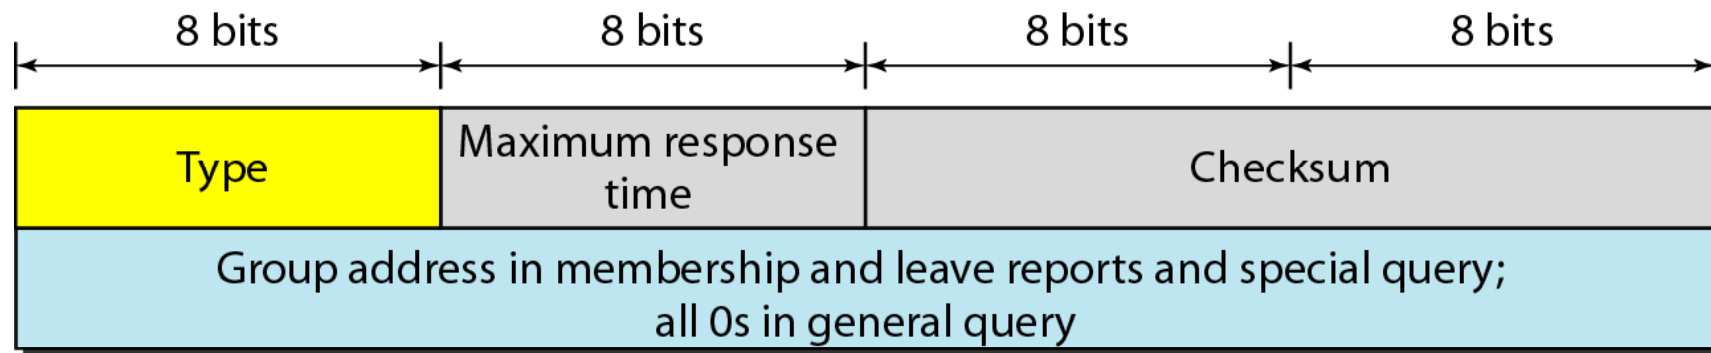 8 bits 8 bits 8 bits 8 bits
Type
Maximum response
time
Checksum
Group address in membership and leave reports and special query;
all 0s in general query